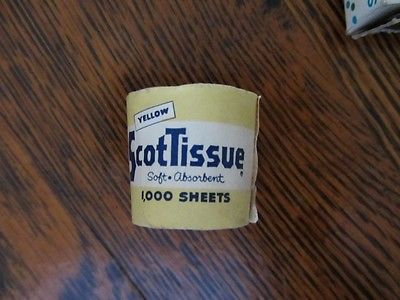 YELLOW
ScotTissue
Soft • Absorbent
1,000 SHEETS